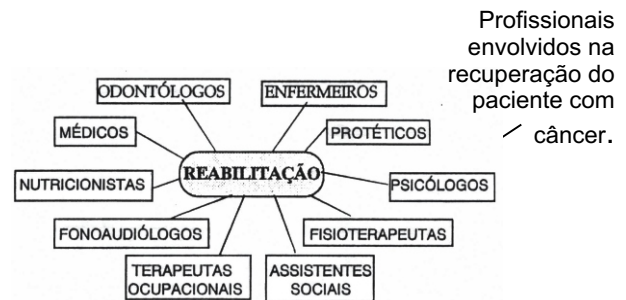 Profissionais
envolvidos na
recuperação do
paciente com
câncer.
ODONTÓLOGOS
ENFERMEIROS
MÉDICOS
PROTÉTICOS
REABILITAÇÃO
NUTRICIONISTAS
PSICÓLOGOS
FONOAUDIÓLOGOS
FISIOTERAPEUTAS
TERAPEUTAS
OCUPACIONAIS
ASSISTENTES
SOCIAIS